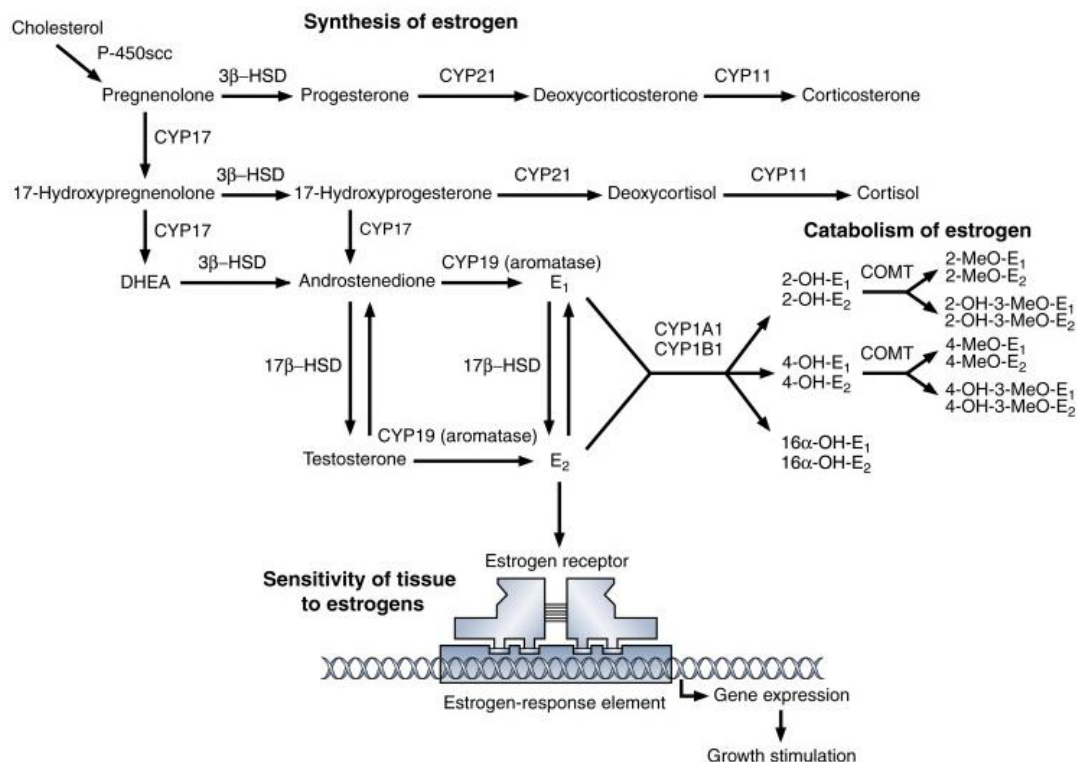 Synthesis of estrogen
Cholesterol
P-450scc
3β–HSD
CYP21
CYP11
Pregnenolone
Progesterone
Deoxycorticosterone
Corticosterone
CYP17
3β–HSD
CYP21
CYP11
17-Hydroxypregnenolone
17-Hydroxyprogesterone
Deoxycortisol
Cortisol
CYP17
CYP17
Catabolism of estrogen
3β–HSD
CYP19 (aromatase)
DHEA
Androstenedione
E₁
2-OH-E₁
2-OH-E₂
COMT
2-MeO-E₁
2-MeO-E₂
2-OH-3-MeO-E₁
2-OH-3-MeO-E₂
CYP1A1
CYP1B1
17β–HSD
17β–HSD
4-OH-E₁
4-OH-E₂
COMT
4-MeO-E₁
4-MeO-E₂
4-OH-3-MeO-E₁
4-OH-3-MeO-E₂
CYP19 (aromatase)
Testosterone
E₂
16α-OH-E₁
16α-OH-E₂
Estrogen receptor
Sensitivity of tissue
to estrogens
Estrogen-response element
Gene expression
Growth stimulation